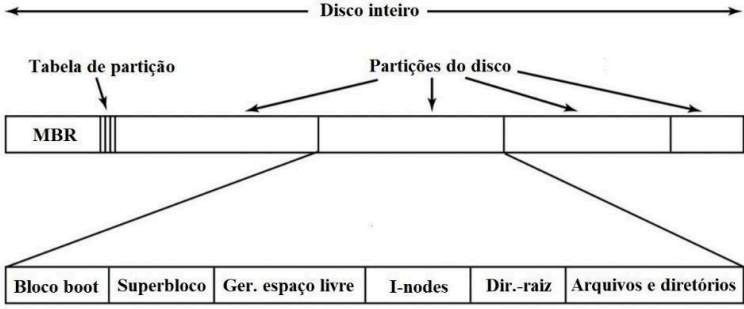 Disco inteiro
Tabela de partição
Partições do disco
MBR
Bloco boot
Superbloco
Ger. espaço livre
I-nodes
Dir.-raiz
Arquivos e diretórios